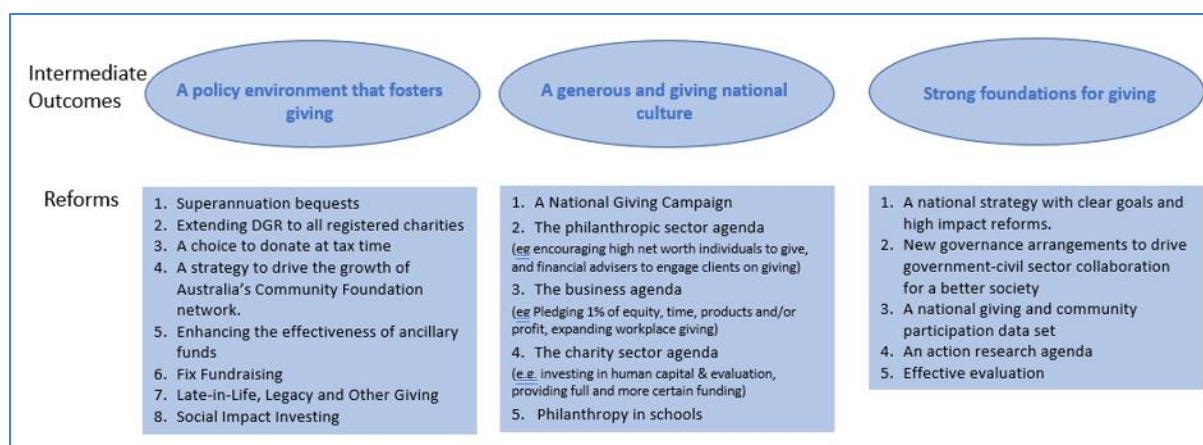 Intermediate
Outcomes
A policy environment that fosters
giving
A generous and giving national
culture
Strong foundations for giving
Reforms
1. Superannuation bequests
2. Extending DGR to all registered charities
3. A choice to donate at tax time
4. A strategy to drive the growth of
Australia's Community Foundation
network.
5. Enhancing the effectiveness of ancillary
funds
6. Fix Fundraising
7. Late-in-Life, Legacy and Other Giving
8. Social Impact Investing
1. A National Giving Campaign
2. The philanthropic sector agenda
(eg encouraging high net worth individuals to give,
and financial advisers to engage clients on giving)
3. The business agenda
(eg Pledging 1% of equity, time, products and/or
profit, expanding workplace giving)
4. The charity sector agenda
(e.g. investing in human capital & evaluation,
providing full and more certain funding)
5. Philanthropy in schools
1. A national strategy with clear goals and
high impact reforms.
2. New governance arrangements to drive
government-civil sector collaboration
for a better society
3. A national giving and community
participation data set
4. An action research agenda
5. Effective evaluation